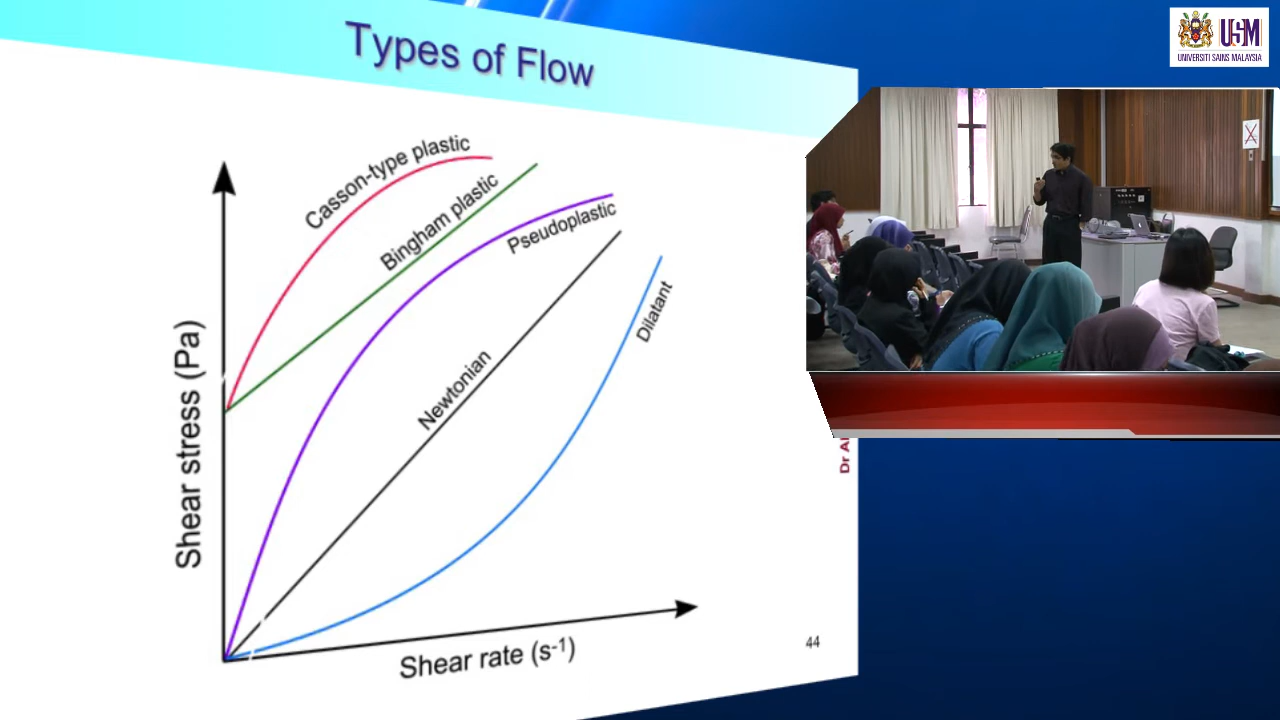 Types of Flow
Casson-type plastic
Bingham plastic
Pseudoplastic
Newtonian
Dilatant
Shear stress (Pa)
Shear rate (s-1)
44
Dr
USM
UNIVERSITI SAINS MALAYSIA